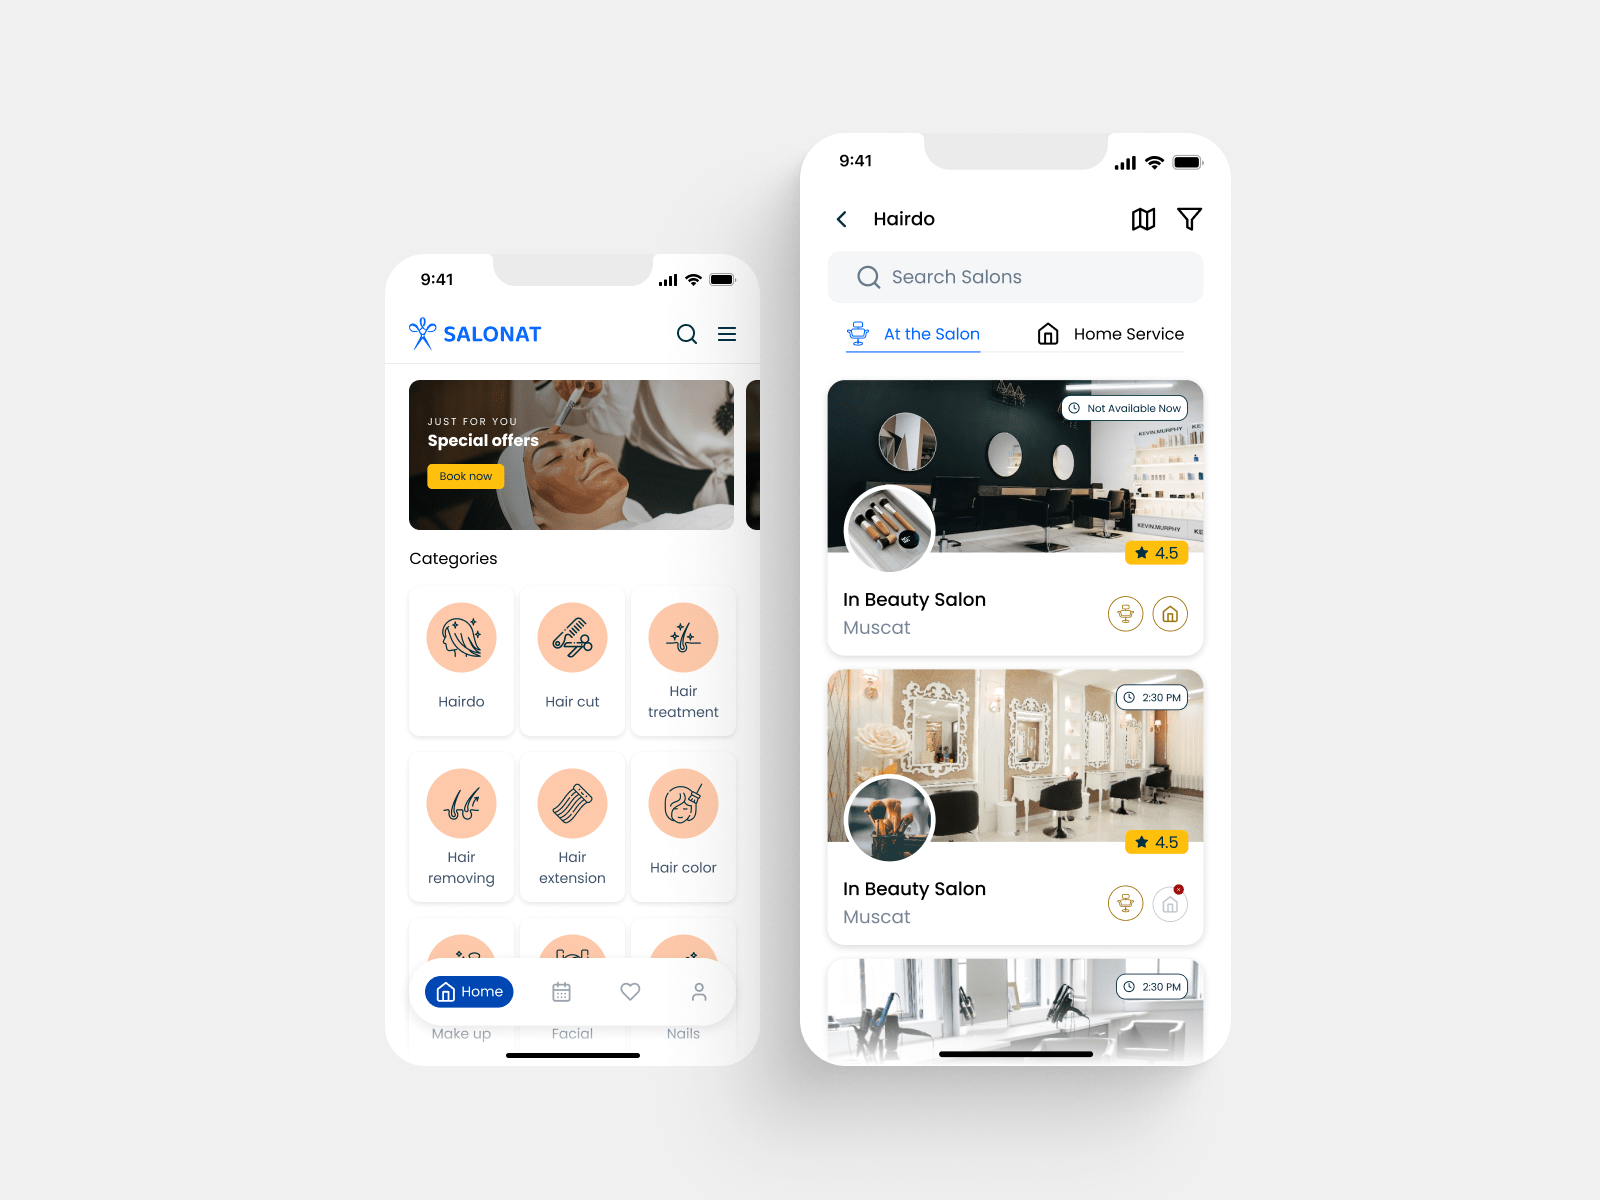 9:41
SALONAT
JUST FOR YOU
Special offers
Book now
Categories
Hairdo
Hair cut
Hair
treatment
Hair
removing
Hair
extension
Hair color
Home
Make up
Facial
Nails
9:41
Hairdo
Search Salons
At the Salon
Home Service
Not Available Now
KEVIN.MURPHY
KE
KEVIN.MURPHY
KEV
4.5
In Beauty Salon
Muscat
2:30 PM
4.5
In Beauty Salon
Muscat
2:30 PM